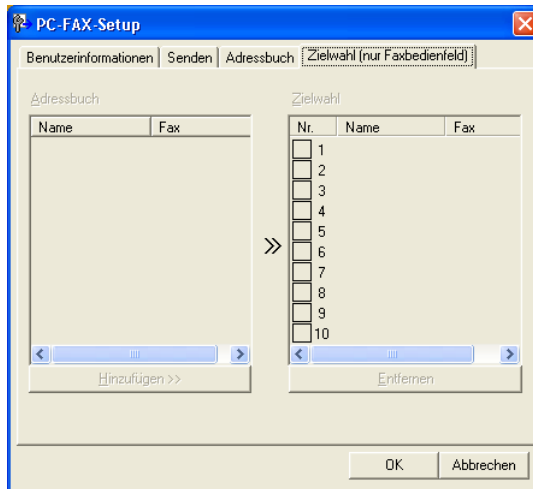 PC-FAX-Setup
Benutzerinformationen Senden Adressbuch Zielwahl (nur Faxbedienfeld)
Adressbuch Zielwahl
Name Fax Nr. Name Fax
1
2
3
4
5
6
7
8
9
10
Hinzufügen >> Entfernen
OK Abbrechen